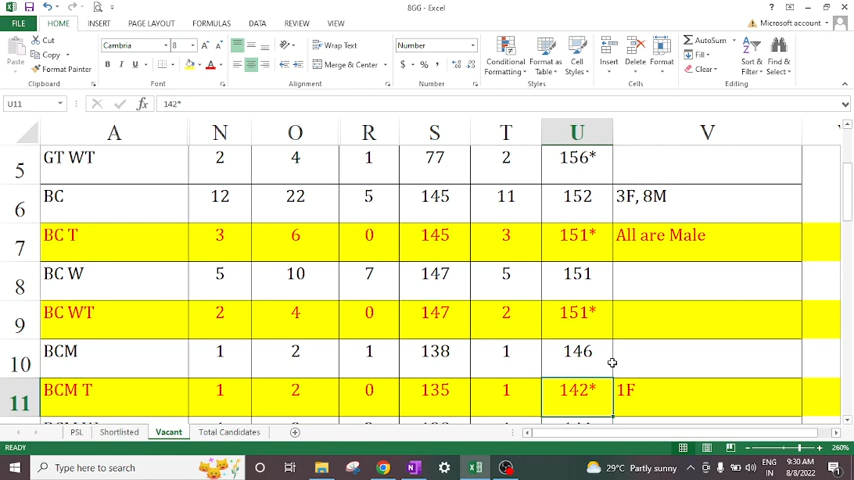 8GG - Excel
FILE HOME INSERT PAGE LAYOUT FORMULAS DATA REVIEW VIEW Microsoft account
Cut
Copy
Format Painter
Paste
Clipboard
Cambria 8
B I U
Font
Wrap Text
Merge & Center
Alignment
Number
$ % ,
Number
Conditional Formatting
Format as Table
Cell Styles
Styles
Insert Delete Format
Cells
AutoSum
Fill
Clear
Sort & Filter
Find & Select
Editing
U11 fx 142*
A N O R S T U V
5 GT WT 2 4 1 77 2 156*
6 BC 12 22 5 145 11 152 3F, 8M
7 BC T 3 6 0 145 3 151* All are Male
8 BC W 5 10 7 147 5 151
9 BC WT 2 4 0 147 2 151*
10 BCM 1 2 1 138 1 146
11 BCM T 1 2 0 135 1 142* 1F
PSL Shortlisted Vacant Total Candidates
READY 260%
Type here to search 29°C Partly sunny ENG IN 9:30 AM 8/8/2022